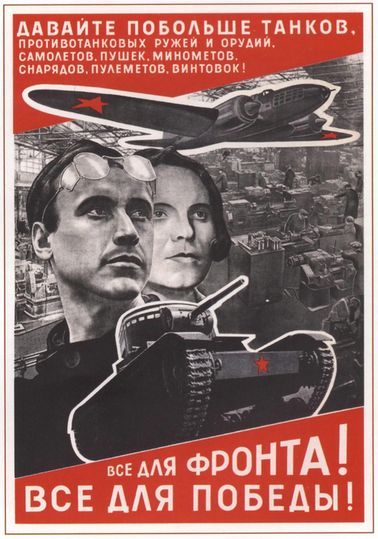 ДАВАЙТЕ ПОБОЛЬШЕ ТАНКОВ,
ПРОТИВОТАНКОВЫХ РУЖЕЙ И ОРУДИЙ,
САМОЛЕТОВ, ПУШЕК, МИНОМЕТОВ,
СНАРЯДОВ, ПУЛЕМЕТОВ, ВИНТОВОК!
ВСЕ ДЛЯ ФРОНТА!
ВСЕ ДЛЯ ПОБЕДЫ!